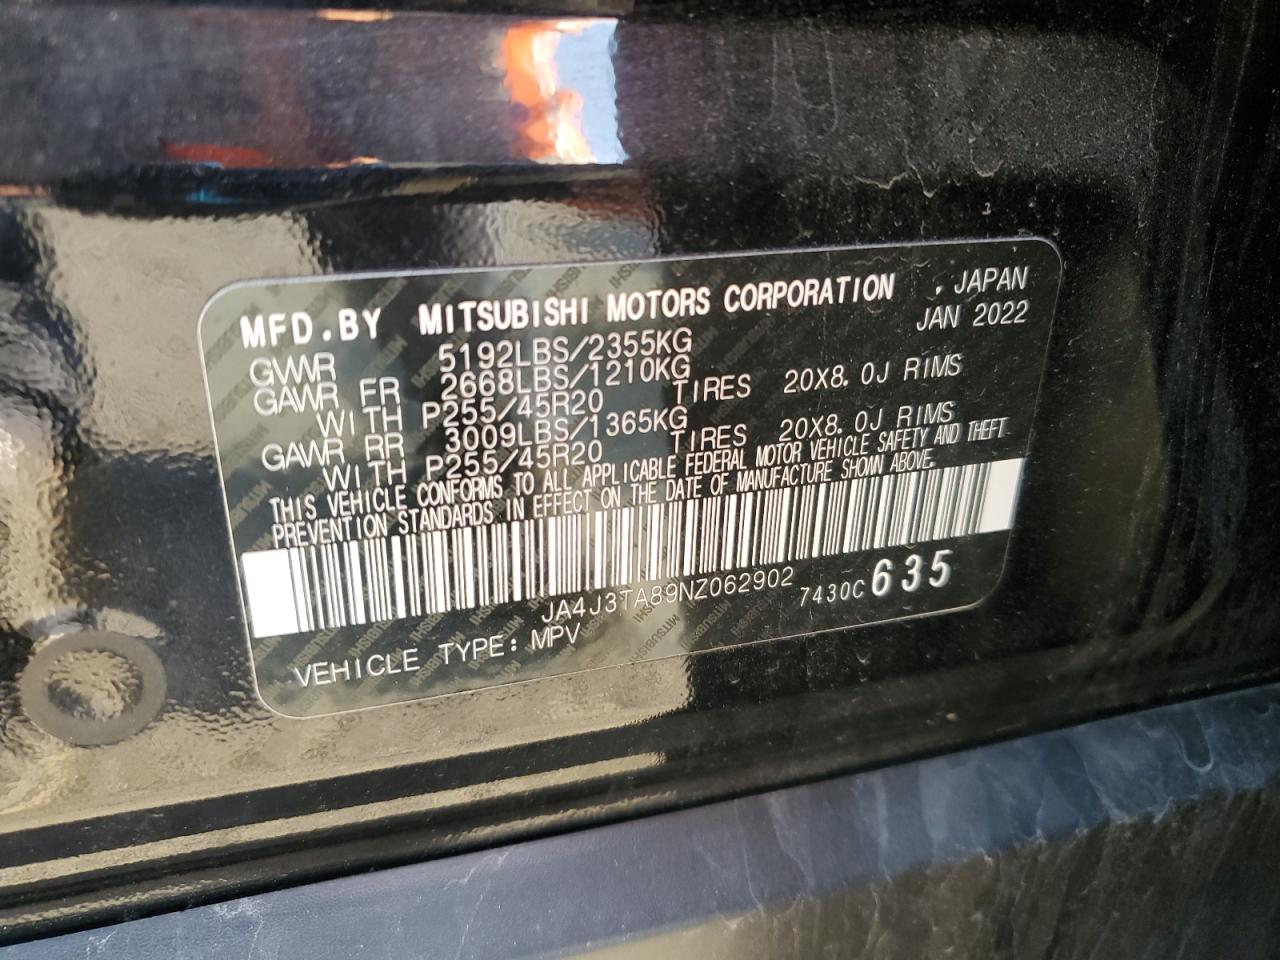 MFD.BY MITSUBISHI MOTORS CORPORATION , JAPAN
JAN 2022
GVWR 5192LBS/2355KG
GAWR FR 2668LBS/1210KG
WITH P255/45R20 TIRES 20X8.0J RIMS
GAWR RR 3009LBS/1365KG
WITH P255/45R20 TIRES 20X8.0J RIMS
THIS VEHICLE CONFORMS TO ALL APPLICABLE FEDERAL MOTOR VEHICLE SAFETY AND THEFT
PREVENTION STANDARDS IN EFFECT ON THE DATE OF MANUFACTURE SHOWN ABOVE.
JA4J3TA89NZ062902 7430C 635
VEHICLE TYPE: MPV